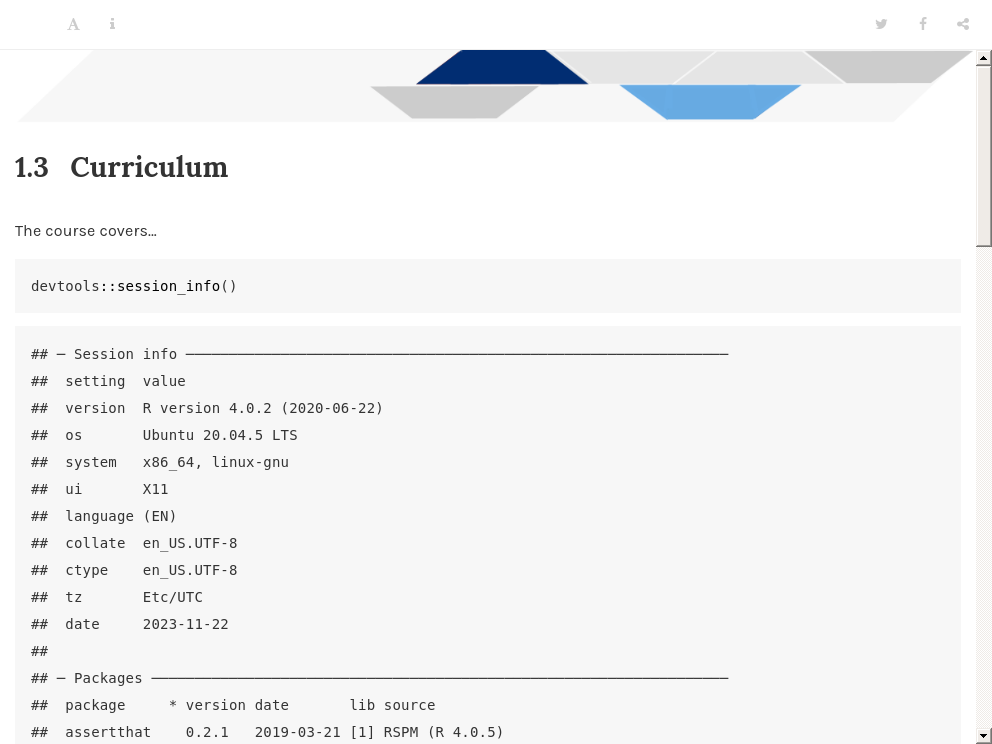 1.3 Curriculum
The course covers…
devtools::session_info()
## ─ Session info ───────────────────────────────────────────────────────────────
##  setting  value
##  version  R version 4.0.2 (2020-06-22)
##  os       Ubuntu 20.04.5 LTS
##  system   x86_64, linux-gnu
##  ui       X11
##  language (EN)
##  collate  en_US.UTF-8
##  ctype    en_US.UTF-8
##  tz       Etc/UTC
##  date     2023-11-22
##
## ─ Packages ───────────────────────────────────────────────────────────────────
##  package     * version date       lib source
##  assertthat    0.2.1   2019-03-21 [1] RSPM (R 4.0.5)